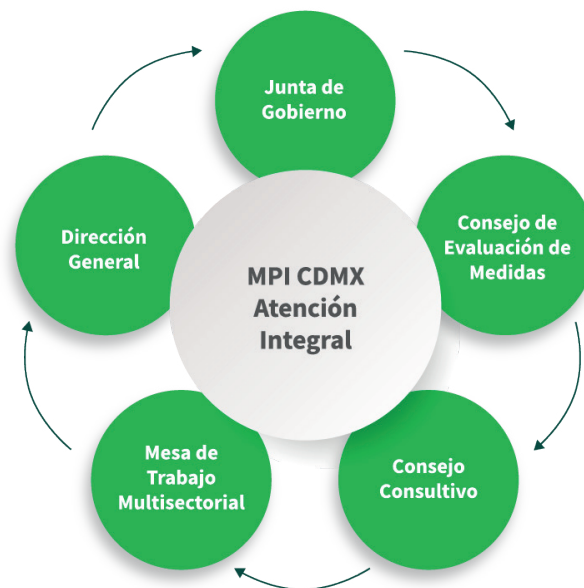 Junta de
Gobierno
Consejo de
Evaluación de
Medidas
Consejo
Consultivo
Mesa de
Trabajo
Multisectorial
Dirección
General
MPI CDMX
Atención
Integral